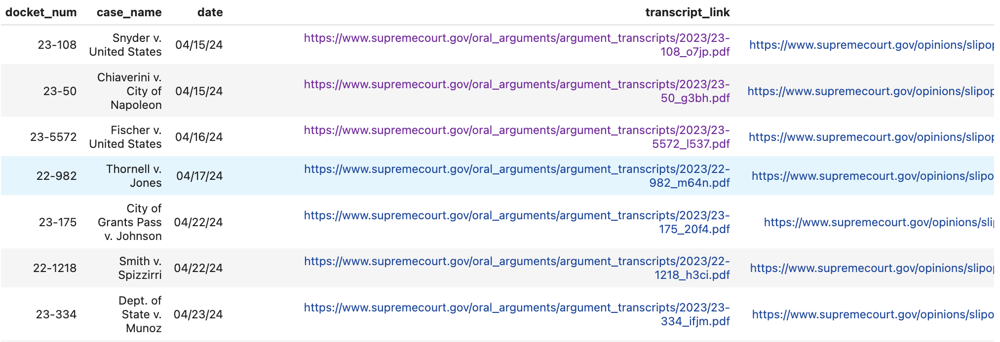 docket_num case_name date transcript_link
23-108 Snyder v. United States 04/15/24 https://www.supremecourt.gov/oral_arguments/argument_transcripts/2023/23-108_o7jp.pdf https://www.supremecourt.gov/opinions/slipop
23-50 Chiaverini v. City of Napoleon 04/15/24 https://www.supremecourt.gov/oral_arguments/argument_transcripts/2023/23-50_g3bh.pdf https://www.supremecourt.gov/opinions/slipop
23-5572 Fischer v. United States 04/16/24 https://www.supremecourt.gov/oral_arguments/argument_transcripts/2023/23-5572_l537.pdf https://www.supremecourt.gov/opinions/slipop
22-982 Thornell v. Jones 04/17/24 https://www.supremecourt.gov/oral_arguments/argument_transcripts/2023/22-982_m64n.pdf https://www.supremecourt.gov/opinions/slipo
23-175 City of Grants Pass v. Johnson 04/22/24 https://www.supremecourt.gov/oral_arguments/argument_transcripts/2023/23-175_20f4.pdf https://www.supremecourt.gov/opinions/slip
22-1218 Smith v. Spizzirri 04/22/24 https://www.supremecourt.gov/oral_arguments/argument_transcripts/2023/22-1218_h3ci.pdf https://www.supremecourt.gov/opinions/slipop
23-334 Dept. of State v. Munoz 04/23/24 https://www.supremecourt.gov/oral_arguments/argument_transcripts/2023/23-334_ifjm.pdf https://www.supremecourt.gov/opinions/slipo